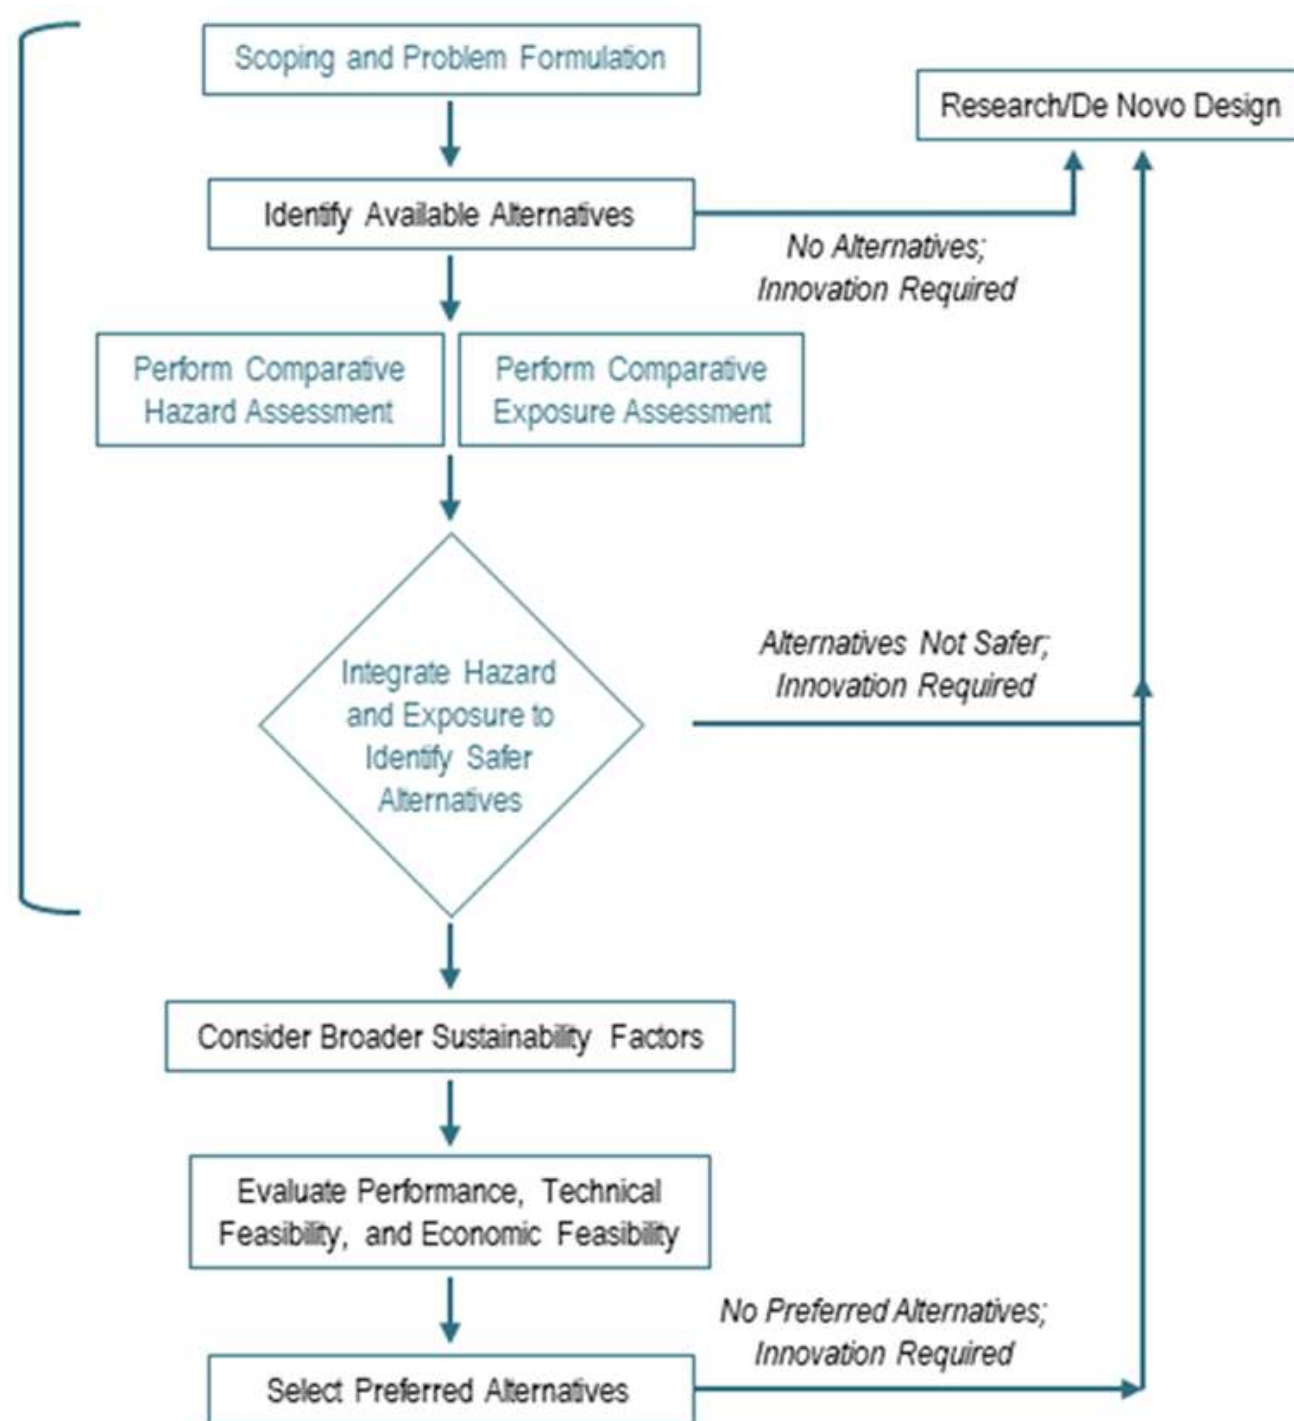 Scoping and Problem Formulation
Research/De Novo Design
Identify Available Alternatives
No Alternatives;
Innovation Required
Perform Comparative
Hazard Assessment
Perform Comparative
Exposure Assessment
Integrate Hazard
and Exposure to
Identify Safer
Alternatives
Alternatives Not Safer;
Innovation Required
Consider Broader Sustainability Factors
Evaluate Performance, Technical
Feasibility, and Economic Feasibility
No Preferred Alternatives;
Innovation Required
Select Preferred Alternatives